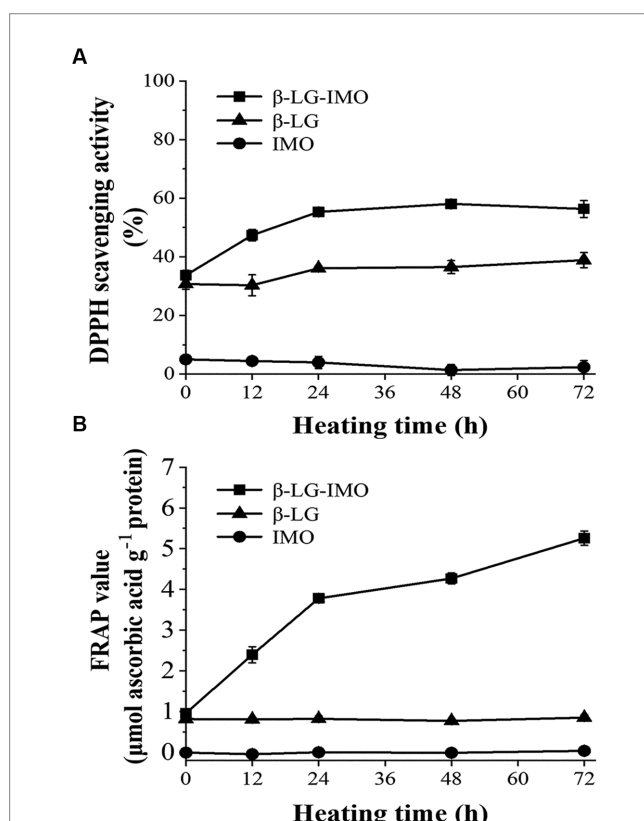 A
100
80
60
40
20
0
DPPH scavenging activity
(%)
β-LG-IMO
β-LG
IMO
0 12 24 36 48 60 72
Heating time (h)
B
7
6
5
4
3
2
1
0
FRAP value
(μmol ascorbic acid g⁻¹ protein)
β-LG-IMO
β-LG
IMO
0 12 24 36 48 60 72
Heating time (h)